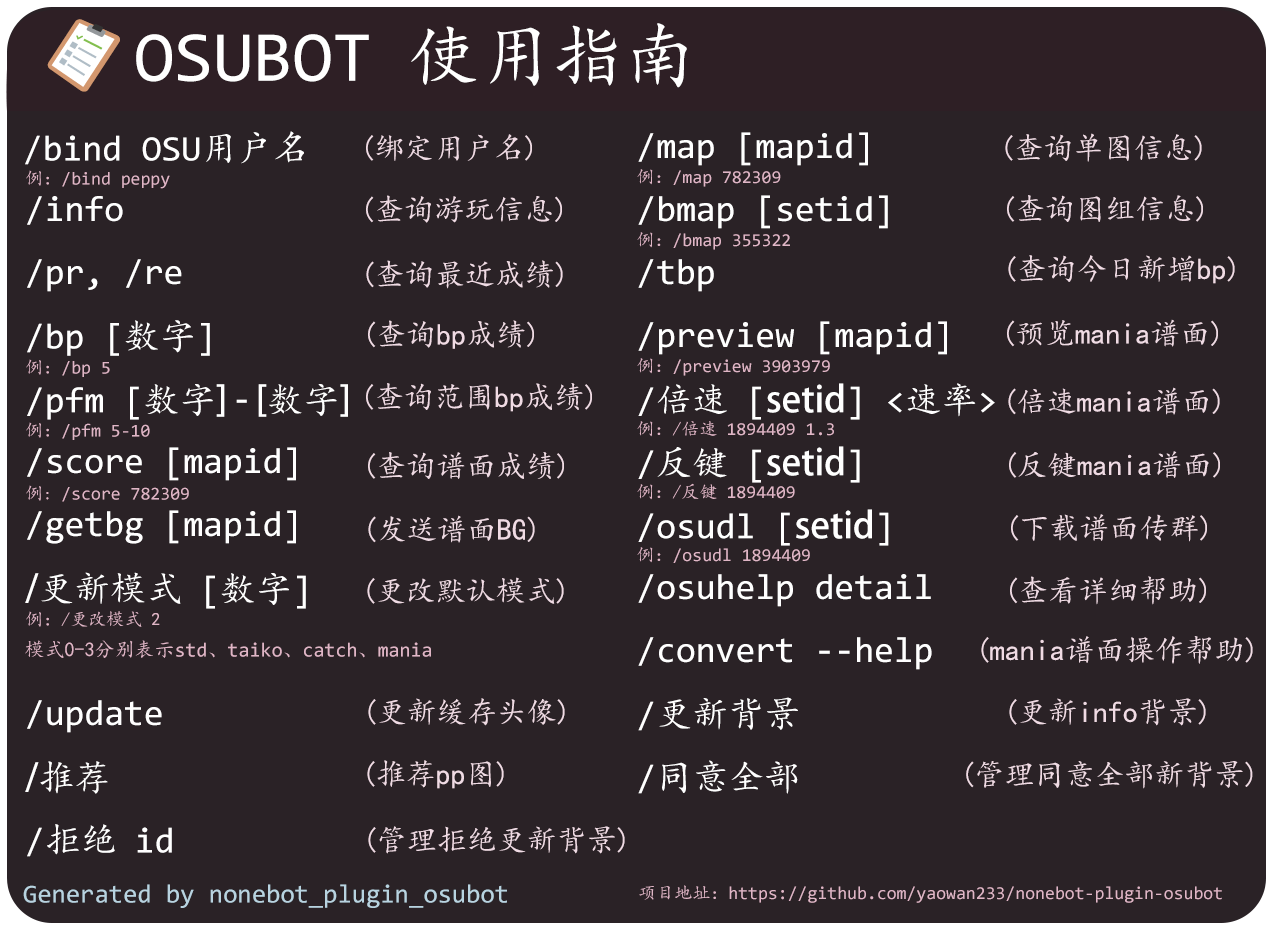 OSUBOT 使用指南
/bind OSU用户名 (绑定用户名)
例: /bind peppy
/info (查询游玩信息)
/pr, /re (查询最近成绩)
/bp [数字] (查询bp成绩)
例: /bp 5
/pfm [数字]-[数字] (查询范围bp成绩)
例: /pfm 5-10
/score [mapid] (查询谱面成绩)
例: /score 782309
/getbg [mapid] (发送谱面BG)
/更新模式 [数字] (更改默认模式)
例: /更改模式 2
模式0-3分别表示std、taiko、catch、mania
/update (更新缓存头像)
/推荐 (推荐pp图)
/拒绝 id (管理拒绝更新背景)
/map [mapid] (查询单图信息)
例: /map 782309
/bmap [setid] (查询图组信息)
例: /bmap 355322
/tbp (查询今日新增bp)
/preview [mapid] (预览mania谱面)
例: /preview 3903979
/倍速 [setid] <速率> (倍速mania谱面)
例: /倍速 1894409 1.3
/反键 [setid] (反键mania谱面)
例: /反键 1894409
/osudl [setid] (下载谱面传群)
例: /osudl 1894409
/osuhelp detail (查看详细帮助)
/convert --help (mania谱面操作帮助)
/更新背景 (更新info背景)
/同意全部 (管理同意全部新背景)
Generated by nonebot_plugin_osubot
项目地址: https://github.com/yaowan233/nonebot-plugin-osubot